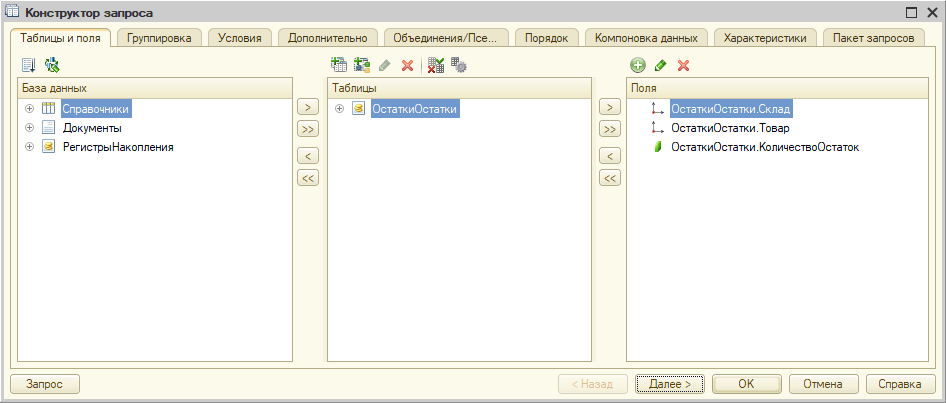 Конструктор запроса
Таблицы и поля Группировка Условия Дополнительно Объединения/Псе... Порядок Компоновка данных Характеристики Пакет запросов
База данных Таблицы Поля
Справочники > ОстаткиОстатки > ОстаткиОстатки.Склад
Документы >> >> ОстаткиОстатки.Товар
РегистрыНакопления < < ОстаткиОстатки.КоличествоОстаток
<< <<
Запрос < Назад Далее > OK Отмена Справка